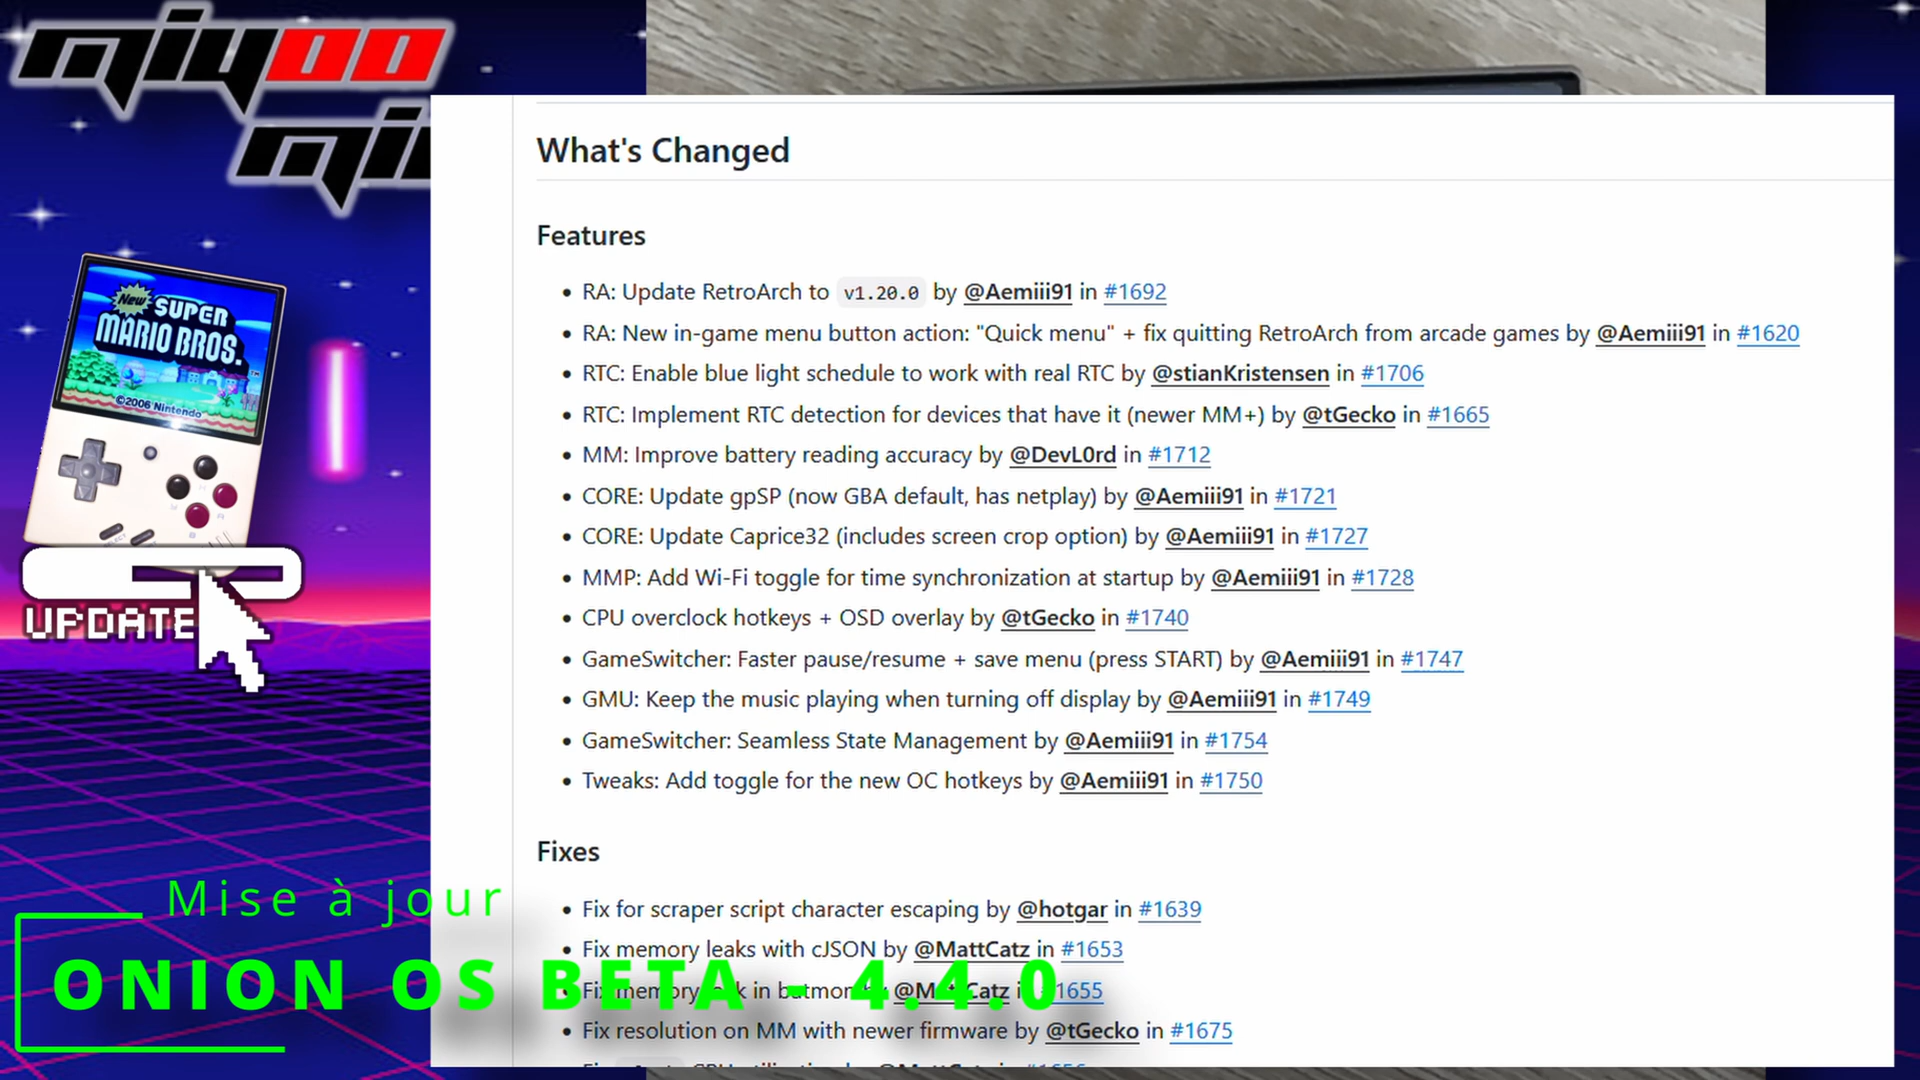 MIYOO
What's Changed
Features
• RA: Update RetroArch to v1.20.0 by @Aemiii91 in #1692
• RA: New in-game menu button action: "Quick menu" + fix quitting RetroArch from arcade games by @Aemiii91 in #1620
• RTC: Enable blue light schedule to work with real RTC by @stianKristensen in #1706
• RTC: Implement RTC detection for devices that have it (newer MM+) by @tGecko in #1665
• MM: Improve battery reading accuracy by @DevL0rd in #1712
• CORE: Update gpSP (now GBA default, has netplay) by @Aemiii91 in #1721
• CORE: Update Caprice32 (includes screen crop option) by @Aemiii91 in #1727
• MMP: Add Wi-Fi toggle for time synchronization at startup by @Aemiii91 in #1728
• CPU overclock hotkeys + OSD overlay by @tGecko in #1740
• GameSwitcher: Faster pause/resume + save menu (press START) by @Aemiii91 in #1747
• GMU: Keep the music playing when turning off display by @Aemiii91 in #1749
• GameSwitcher: Seamless State Management by @Aemiii91 in #1754
• Tweaks: Add toggle for the new OC hotkeys by @Aemiii91 in #1750
Fixes
• Fix for scraper script character escaping by @hotgar in #1639
• Fix memory leaks with cJSON by @MattCatz in #1653
Fix memory in batmon @MattCatz 1655
• Fix resolution on MM with newer firmware by @tGecko in #1675
New
SUPER
MARIO BROS.
©2006 Nintendo
UPDATE
Mise à jour
ONION OS BETA - 4.4.0